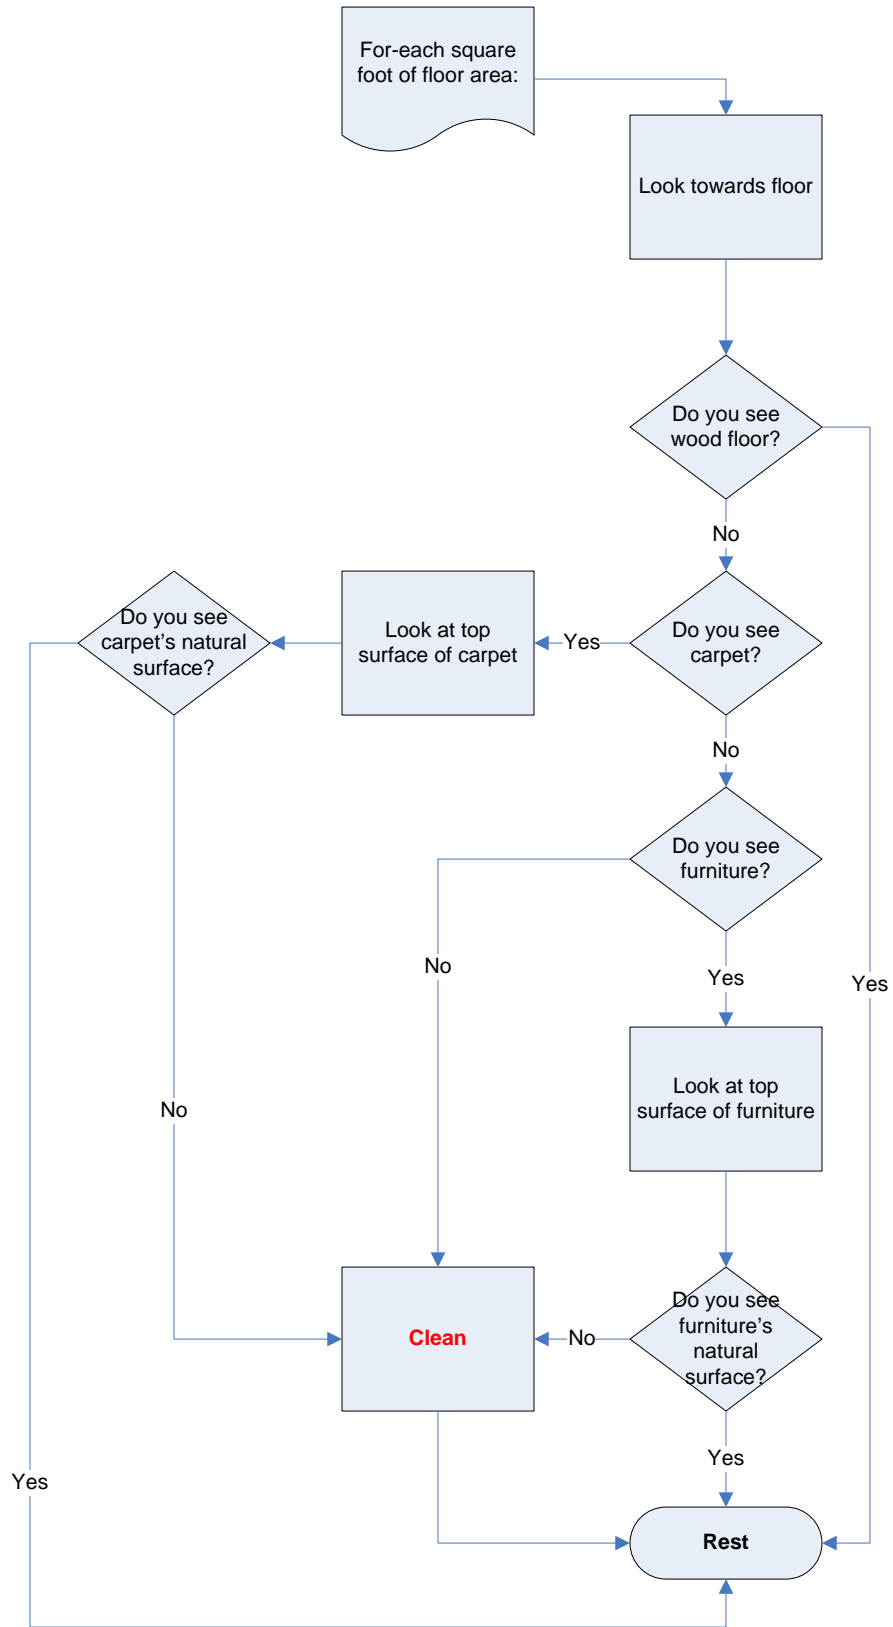 For-each square
foot of floor area:
Look towards floor
Do you see
wood floor?
No
Do you see
carpet's natural
surface?
Look at top
surface of carpet
Yes
Do you see
carpet?
No
Do you see
furniture?
No
Yes
Yes
Look at top
surface of furniture
No
Clean
No
Do you see
furniture's
natural
surface?
Yes
Yes
Rest